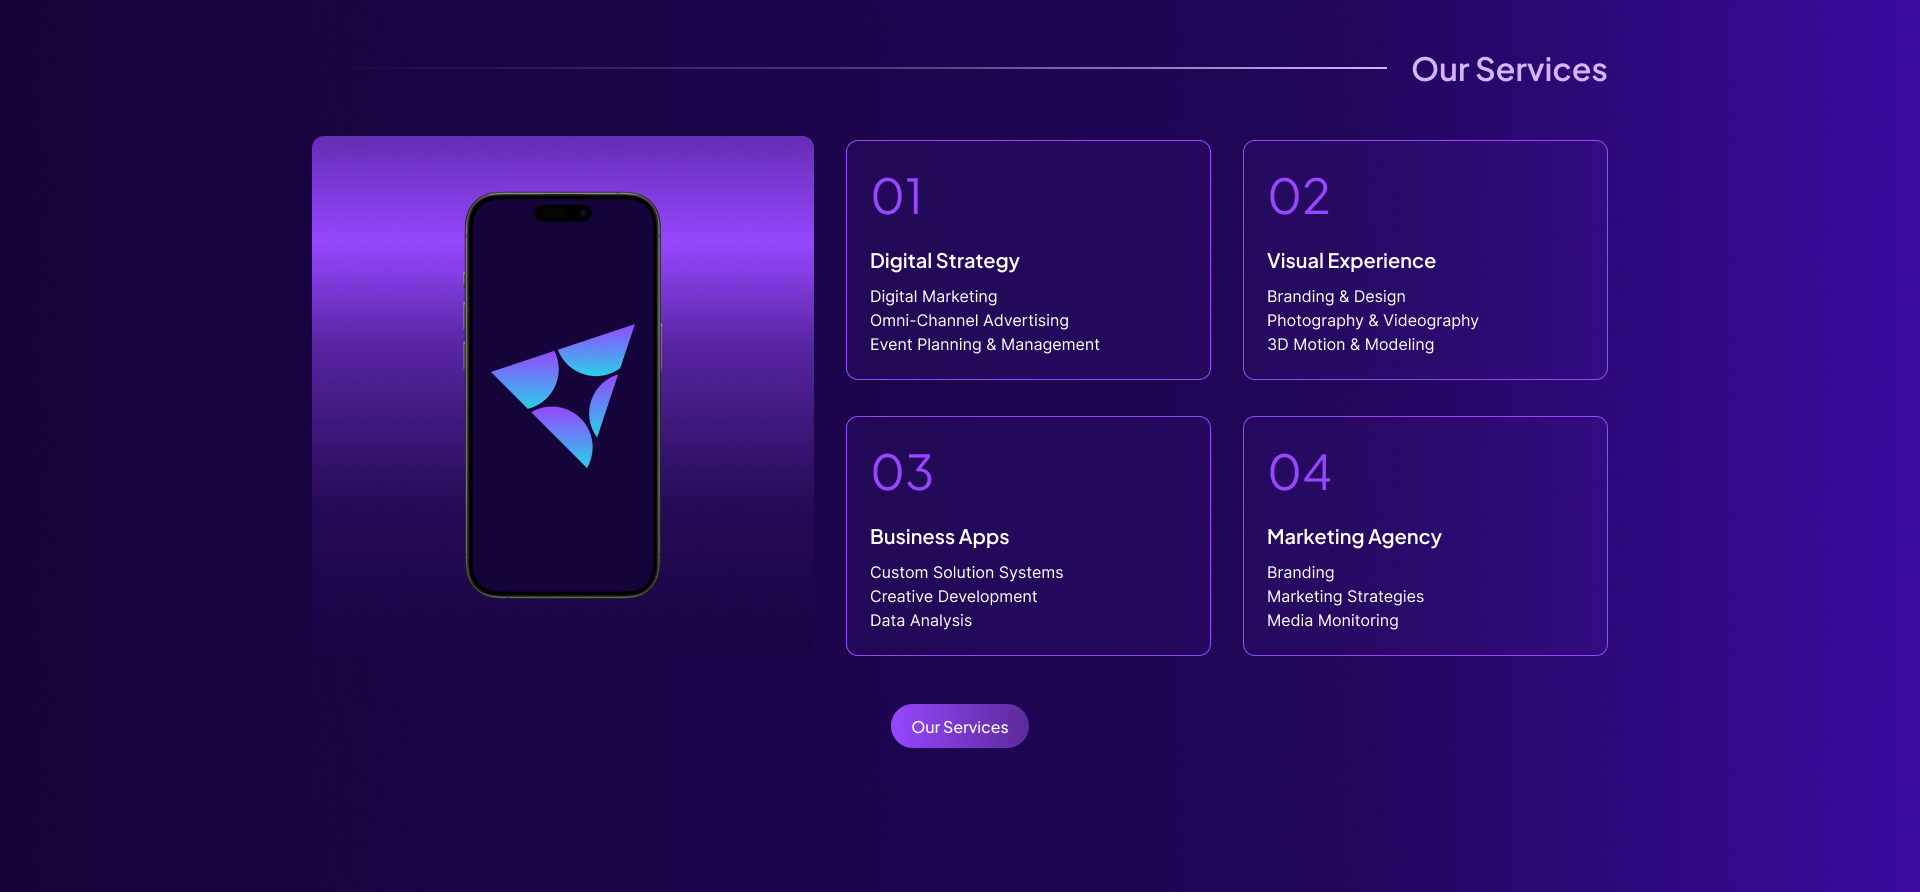 Our Services
01
Digital Strategy
Digital Marketing
Omni-Channel Advertising
Event Planning & Management
02
Visual Experience
Branding & Design
Photography & Videography
3D Motion & Modeling
03
Business Apps
Custom Solution Systems
Creative Development
Data Analysis
04
Marketing Agency
Branding
Marketing Strategies
Media Monitoring
Our Services